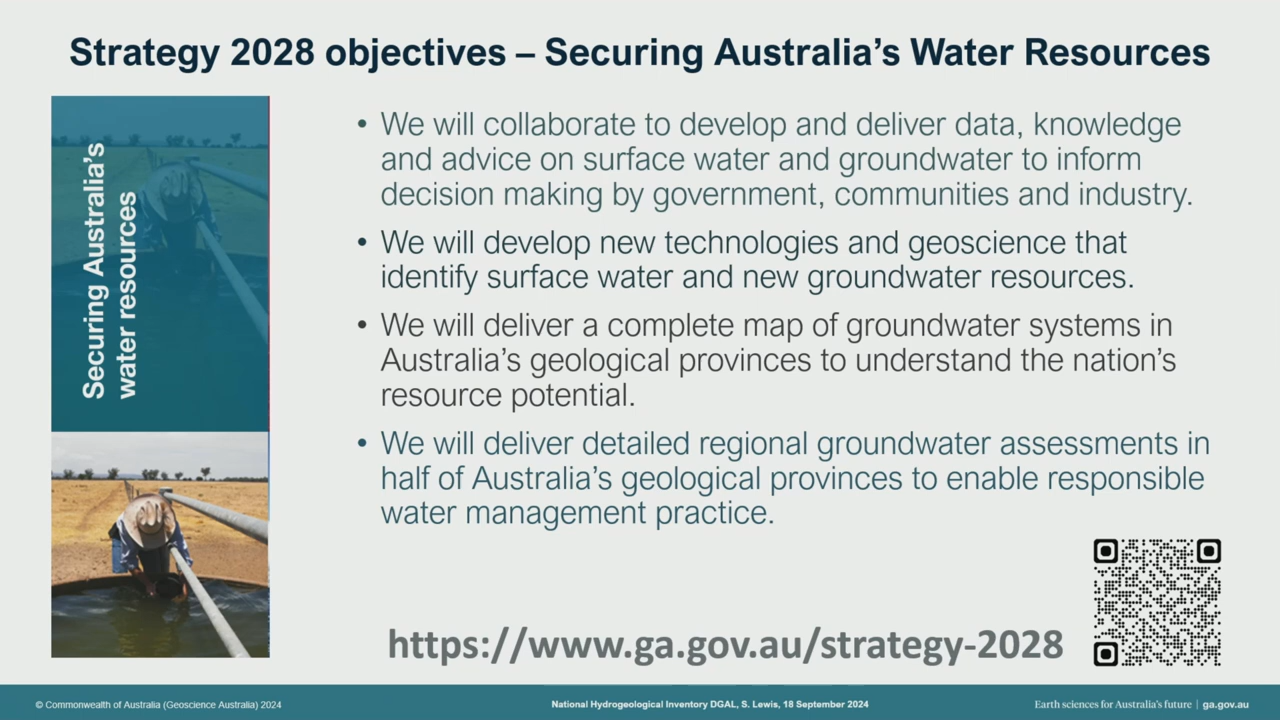 Strategy 2028 objectives – Securing Australia’s Water Resources
Securing Australia’s
water resources
• We will collaborate to develop and deliver data, knowledge
and advice on surface water and groundwater to inform
decision making by government, communities and industry.
• We will develop new technologies and geoscience that
identify surface water and new groundwater resources.
• We will deliver a complete map of groundwater systems in
Australia’s geological provinces to understand the nation’s
resource potential.
• We will deliver detailed regional groundwater assessments in
half of Australia’s geological provinces to enable responsible
water management practice.
https://www.ga.gov.au/strategy-2028
© Commonwealth of Australia (Geoscience Australia) 2024
National Hydrogeological Inventory DGAL, S. Lewis, 18 September 2024
Earth sciences for Australia’s future | ga.gov.au